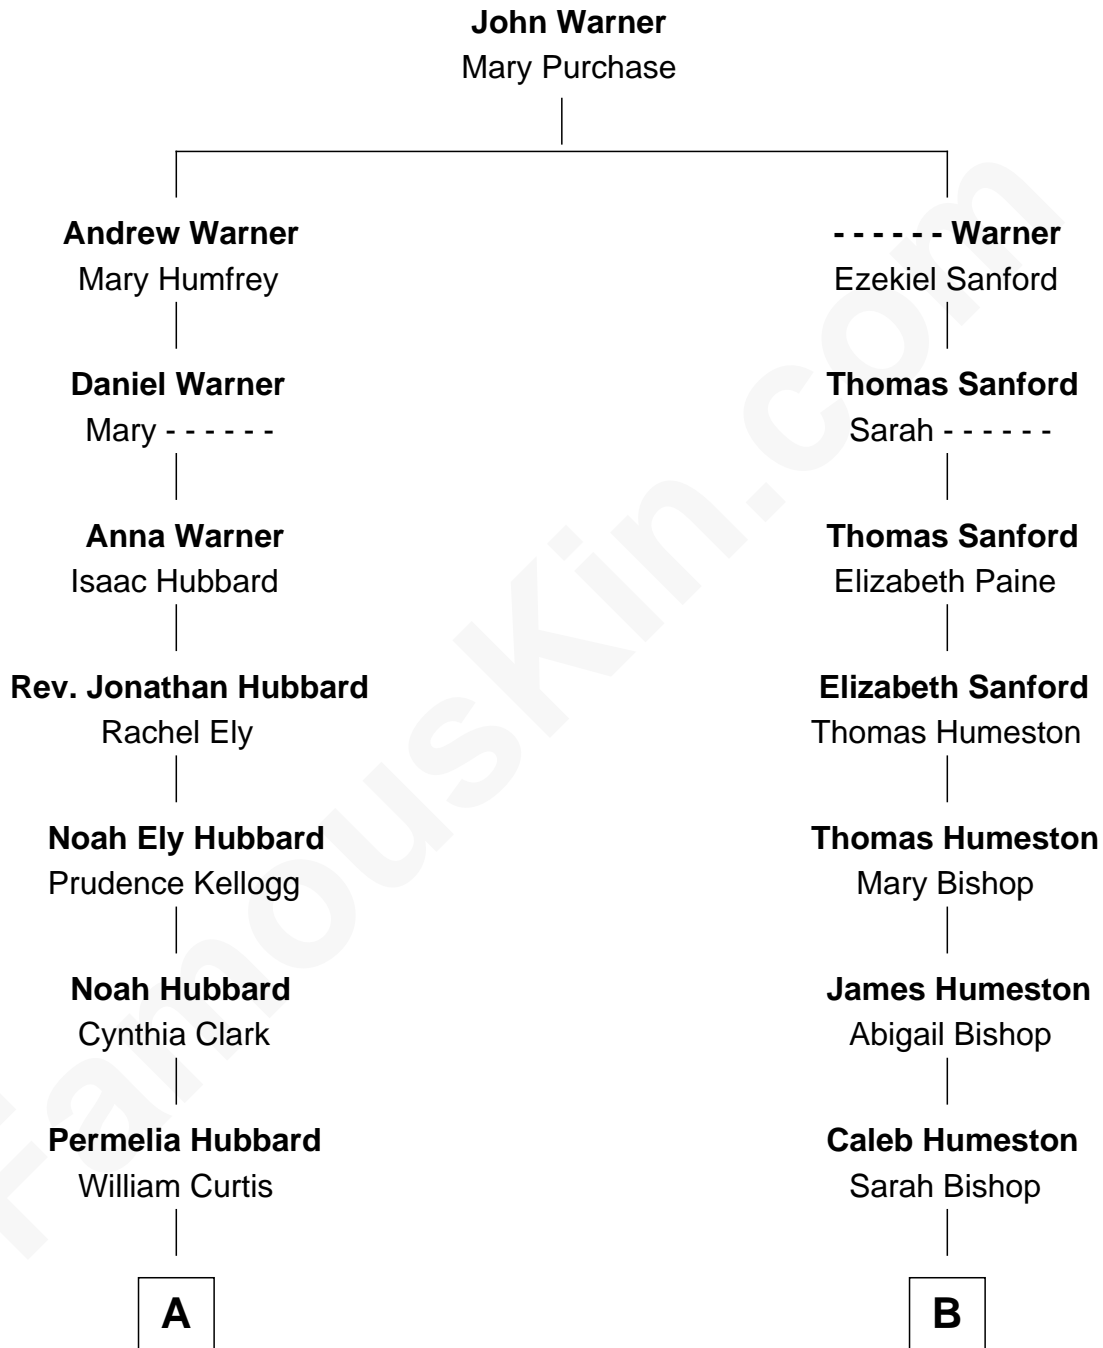 John Warner
Mary Purchase
Andrew Warner
Mary Humfrey
- - - - - - Warner
Ezekiel Sanford
Daniel Warner
Mary - - - - - -
Thomas Sanford
Sarah - - - - - -
Anna Warner
Isaac Hubbard
Thomas Sanford
Elizabeth Paine
Rev. Jonathan Hubbard
Rachel Ely
Elizabeth Sanford
Thomas Humeston
Noah Ely Hubbard
Prudence Kellogg
Thomas Humeston
Mary Bishop
Noah Hubbard
Cynthia Clark
James Humeston
Abigail Bishop
Permelia Hubbard
William Curtis
Caleb Humeston
Sarah Bishop
A
B
FamousKin.com